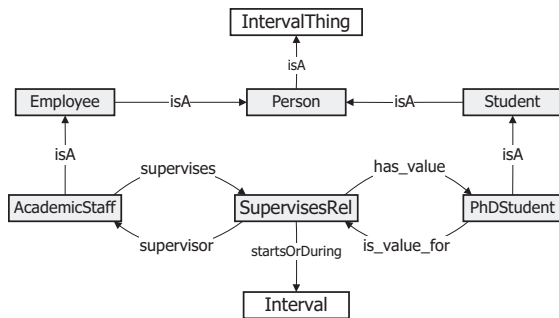 IntervalThing
isA
Employee
isA
Person
isA
Student
isA
isA
supervises
has_value
AcademicStaff
SupervisesRel
PhDStudent
supervisor
startsOrDuring
is_value_for
Interval